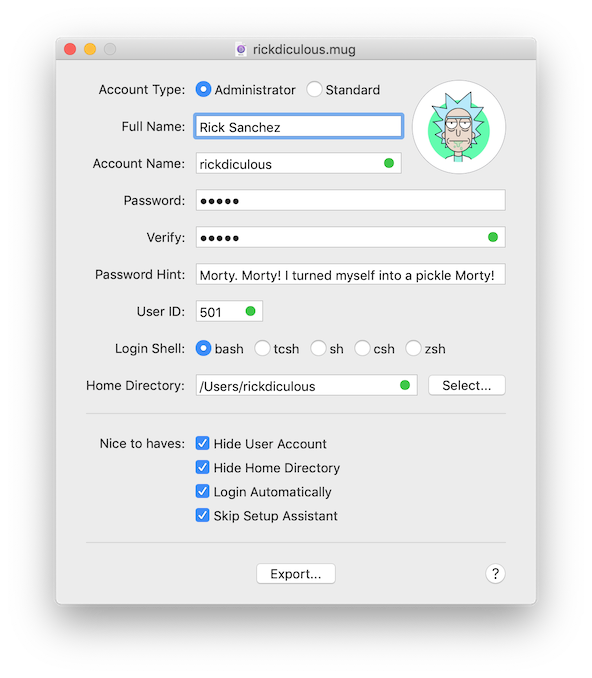 rickdiculous.mug
Account Type: Administrator Standard
Full Name: Rick Sanchez
Account Name: rickdiculous
Password: ●●●●●
Verify: ●●●●●
Password Hint: Morty. Morty! I turned myself into a pickle Morty!
User ID: 501
Login Shell: bash tcsh sh csh zsh
Home Directory: /Users/rickdiculous Select...
Nice to haves: Hide User Account
Hide Home Directory
Login Automatically
Skip Setup Assistant
Export... ?